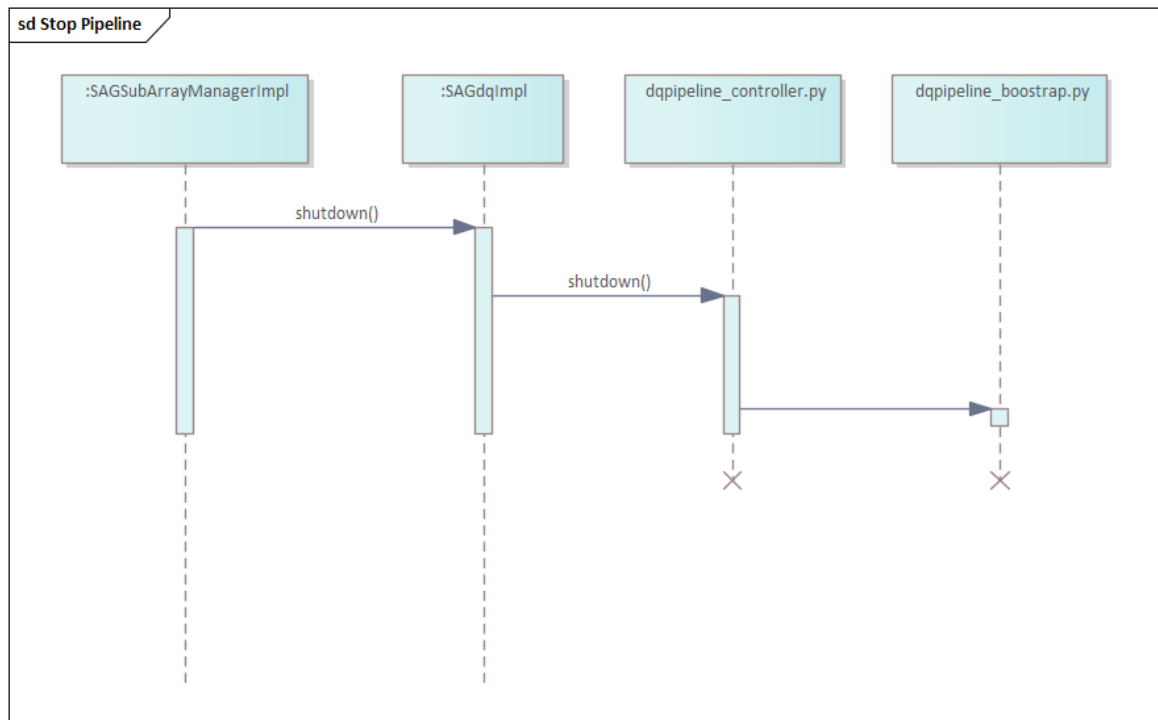 sd Stop Pipeline
:SAGSubArrayManagerImpl
:SAGdqImpl
dqpipeline_controller.py
dqpipeline_boostrap.py
shutdown()
shutdown()